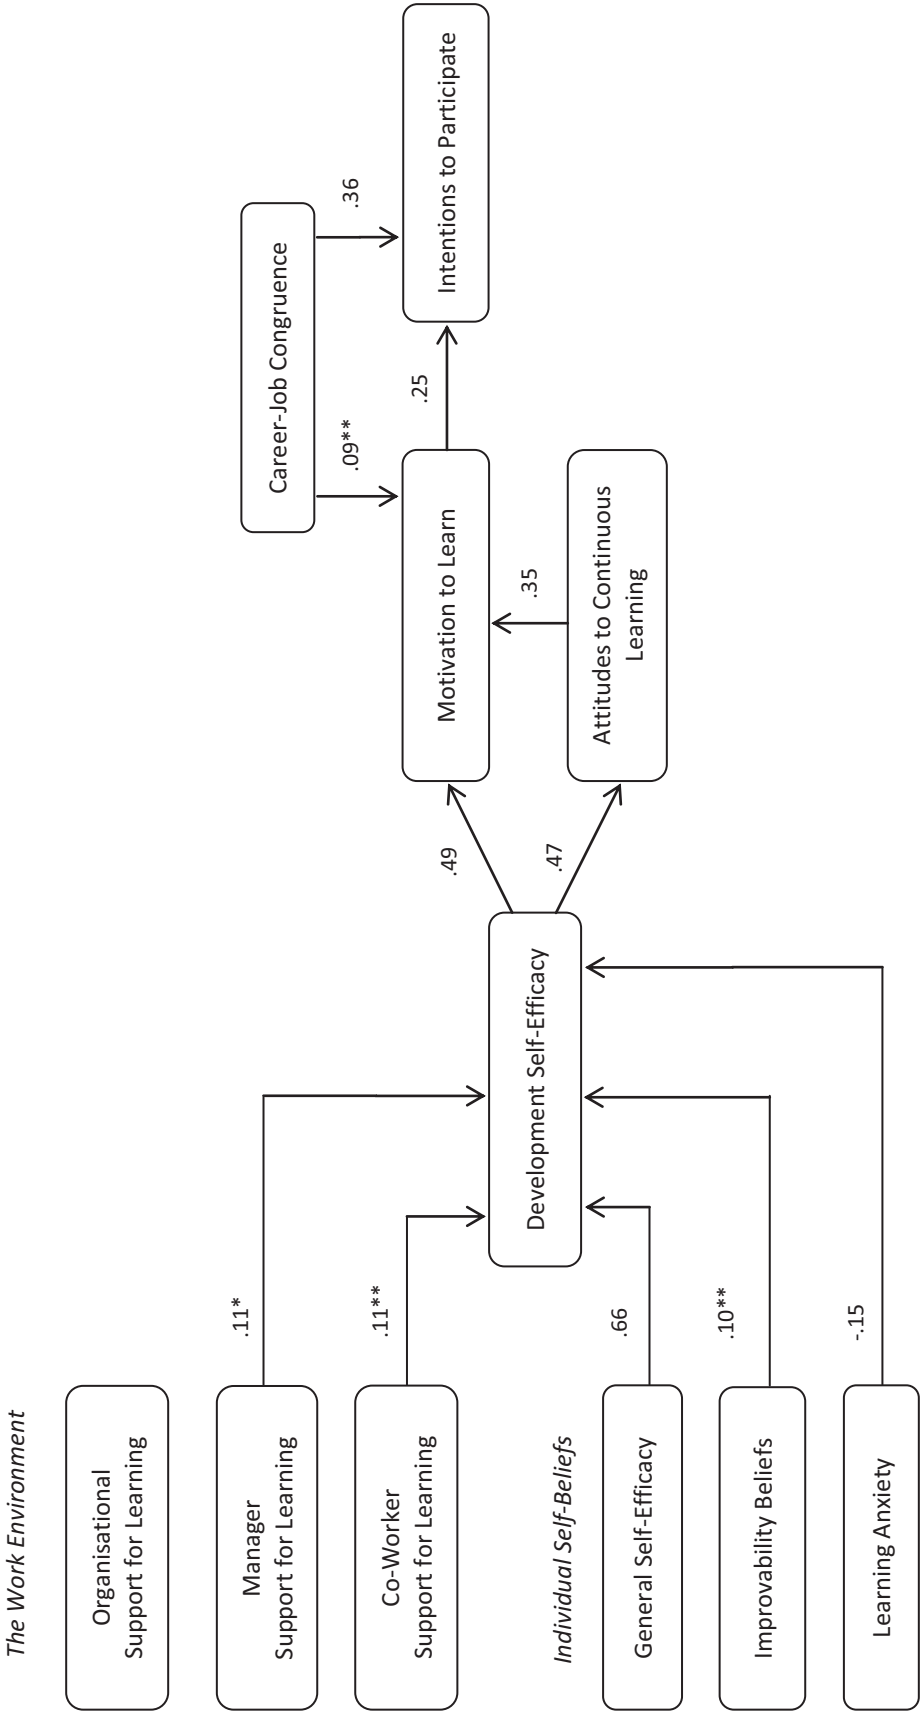 The Work Environment
Organisational
Support for Learning
Manager
Support for Learning
.11*
Co-Worker
Support for Learning
.11**
Individual Self-Beliefs
General Self-Efficacy
.66
Improvability Beliefs
.10**
Learning Anxiety
-.15
Development Self-Efficacy
.49
.47
Motivation to Learn
.35
Attitudes to Continuous
Learning
Career-Job Congruence
.09**
.36
.25
Intentions to Participate